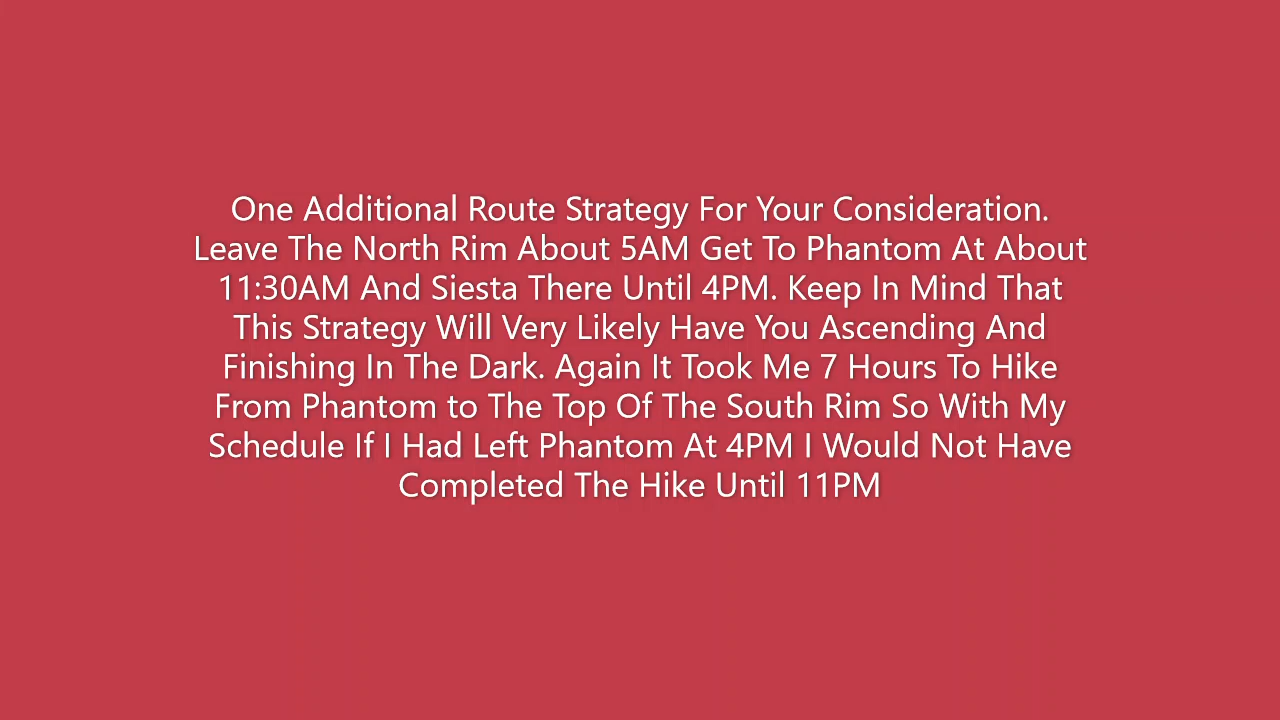 One Additional Route Strategy For Your Consideration.
Leave The North Rim About 5AM Get To Phantom At About
11:30AM And Siesta There Until 4PM. Keep In Mind That
This Strategy Will Very Likely Have You Ascending And
Finishing In The Dark. Again It Took Me 7 Hours To Hike
From Phantom to The Top Of The South Rim So With My
Schedule If I Had Left Phantom At 4PM I Would Not Have
Completed The Hike Until 11PM